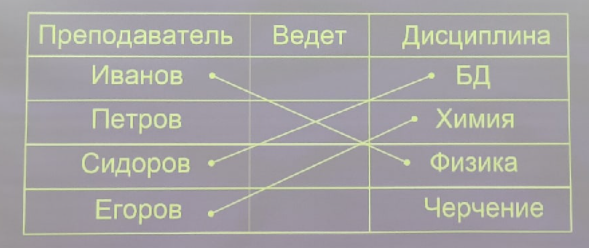 Преподаватель Ведет Дисциплина
Иванов БД
Петров Химия
Сидоров Физика
Егоров Черчение